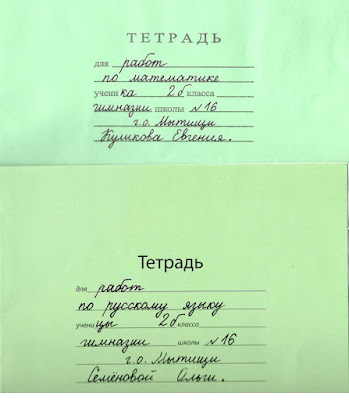 ТЕТРАДЬ
для работ
по математике
ученика 2б класса
гимназии школы №16
г.о. Мытищи
Куликова Евгения.
Тетрадь
для работ
по русскому языку
ученицы 2б класса
гимназии школы №16
г.о. Мытищи
Семёновой Ольги.